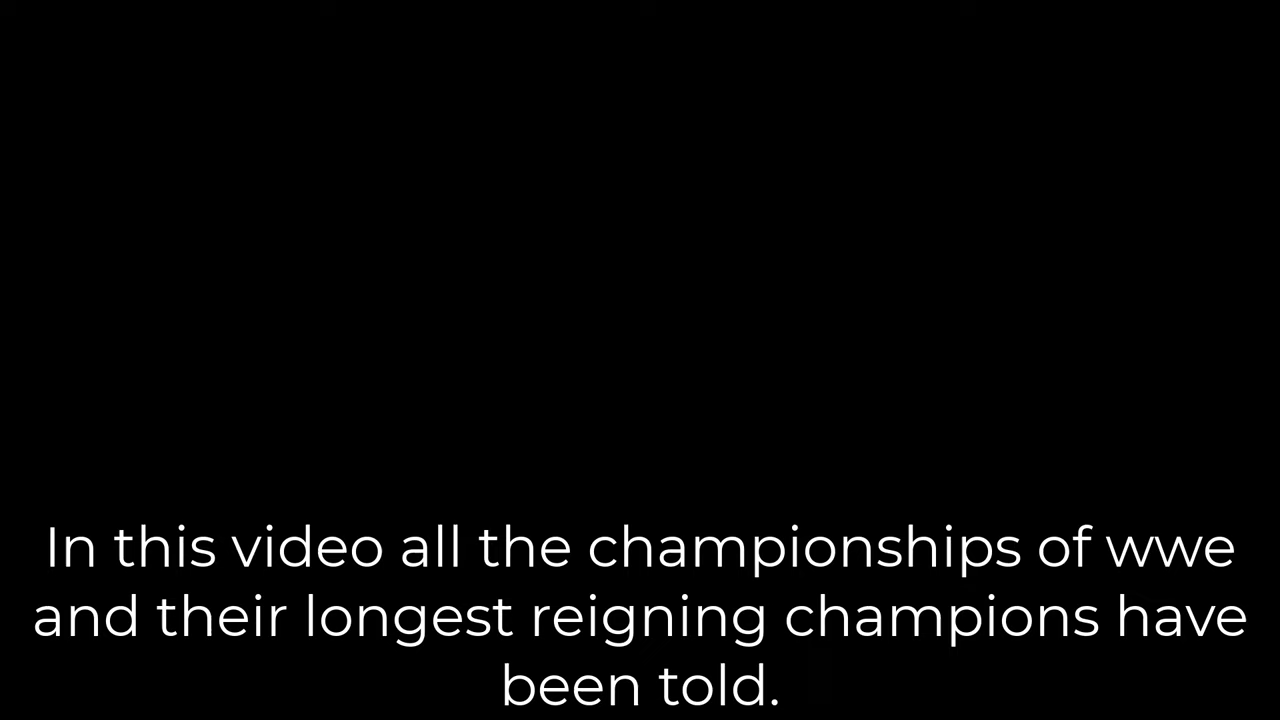 In this video all the championships of wwe
and their longest reigning champions have
been told.